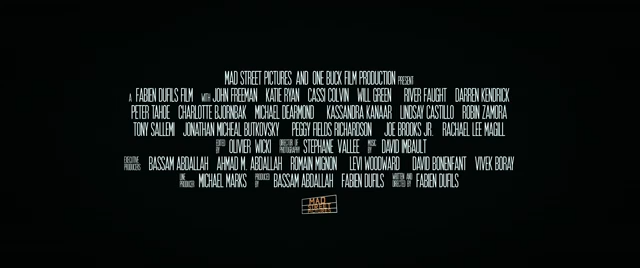 MAD STREET PICTURES AND ONE BUCK FILM PRODUCTION PRESENT
A FABIEN DUFILS FILM WITH JOHN FREEMAN KATIE RYAN CASSI COLVIN WILL GREEN RIVER FAUGHT DARREN KENDRICK
PETER TAHOE CHARLOTTE BJORNBAK MICHAEL DEARMOND KASSANDRA KANAAR LINDSAY CASTILLO ROBIN ZAMORA
TONY SALLEMI JONATHAN MICHEAL BUTKOVSKY PEGGY FIELDS RICHARDSON JOE BROOKS JR. RACHAEL LEE MAGILL
EDITED BY OLIVIER WICKI DIRECTOR OF PHOTOGRAPHY STEPHANE VALLEE MUSIC BY DAVID IMBAULT
EXECUTIVE PRODUCERS BASSAM ABDALLAH AHMAD M. ABDALLAH ROMAIN MIGNON LEVI WOODWARD DAVID BONENFANT VIVEK BORAY
LINE PRODUCER MICHAEL MARKS PRODUCED BY BASSAM ABDALLAH FABIEN DUFILS WRITTEN AND DIRECTED BY FABIEN DUFILS
MAD
STREET
PICTURES